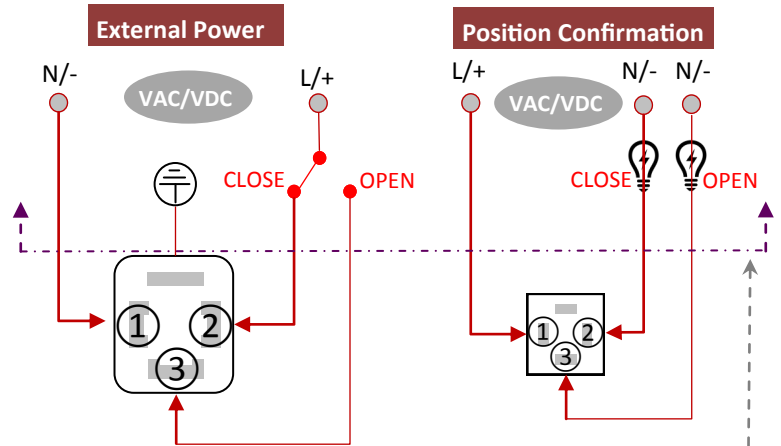 External Power
Position Confirmation
N/-
VAC/VDC
L/+
L/+
VAC/VDC
N/-
N/-
CLOSE
OPEN
CLOSE
OPEN
1
2
3
1
2
3